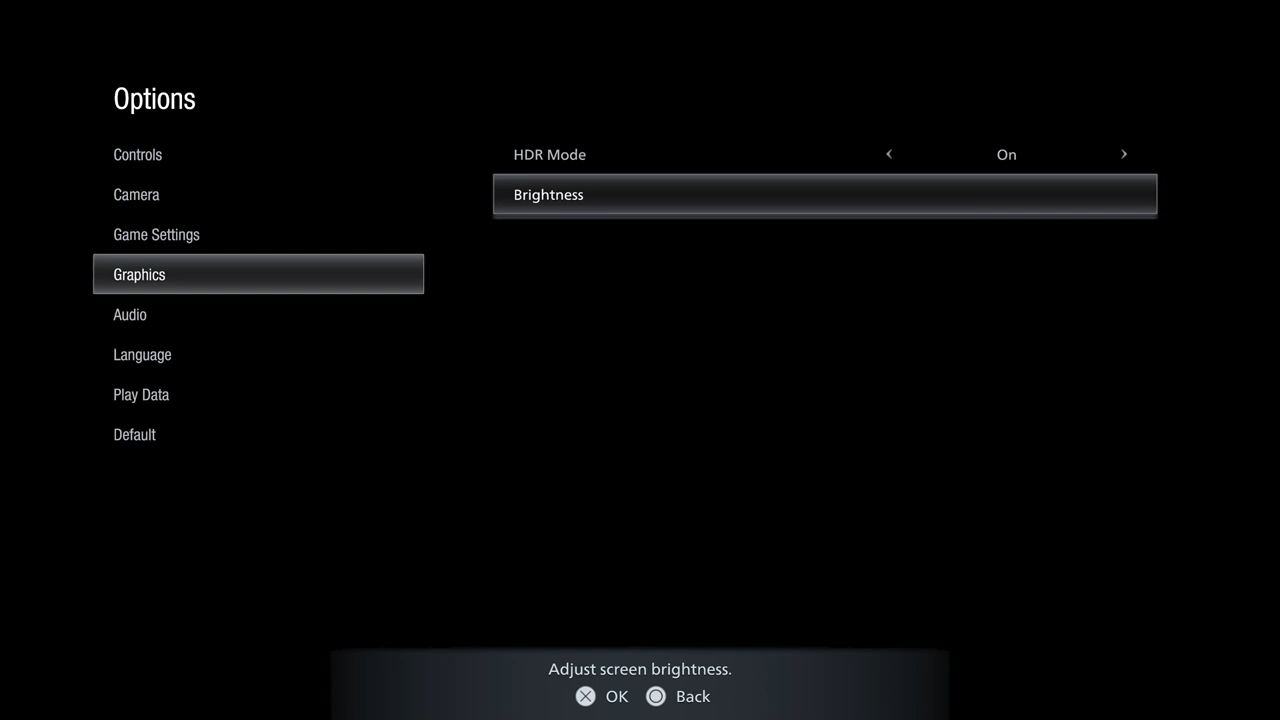 Options
Controls
Camera
Game Settings
Graphics
Audio
Language
Play Data
Default
HDR Mode On
Brightness
Adjust screen brightness.
OK Back